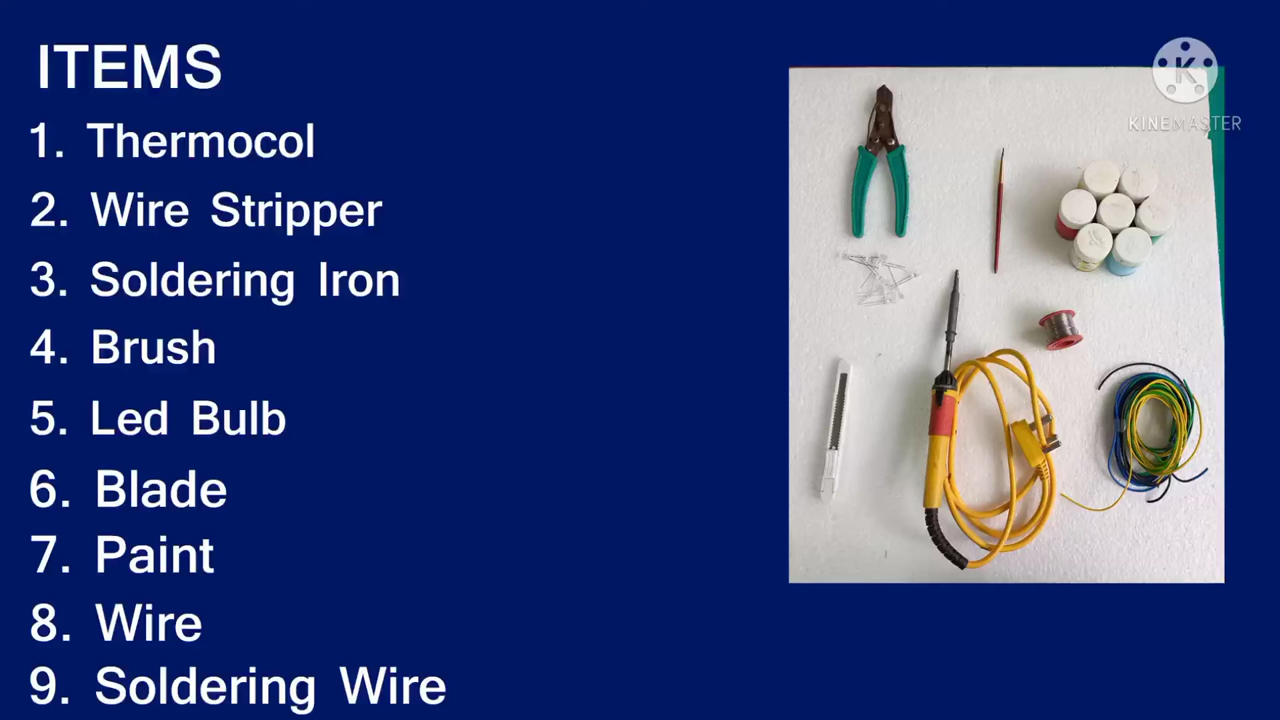 ITEMS
1. Thermocol
2. Wire Stripper
3. Soldering Iron
4. Brush
5. Led Bulb
6. Blade
7. Paint
8. Wire
9. Soldering Wire
K
KINEMASTER